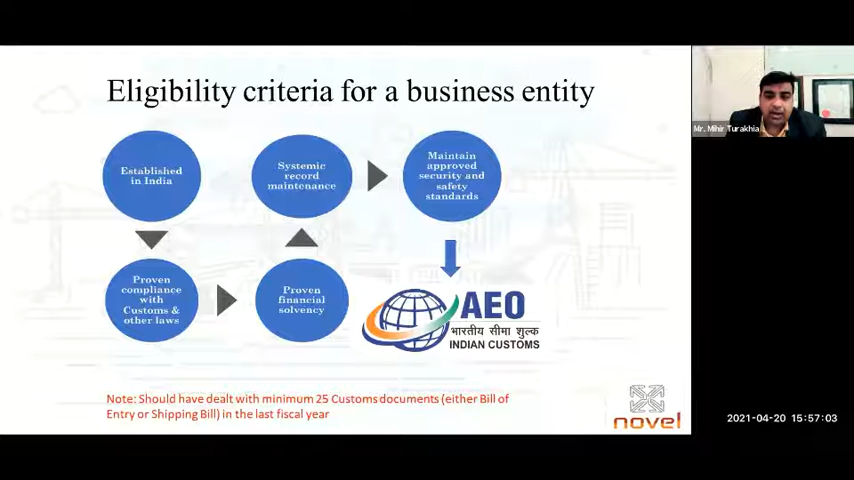 Eligibility criteria for a business entity
Established
in India
Proven
compliance
with
Customs &
other laws
Proven
financial
solvency
Systemic
record
maintenance
Maintain
approved
security and
safety
standards
AEO
भारतीय सीमा शुल्क
INDIAN CUSTOMS
Note: Should have dealt with minimum 25 Customs documents (either Bill of
Entry or Shipping Bill) in the last fiscal year
novel
Mr. Mihir Turakhia
2021-04-20 15:57:03